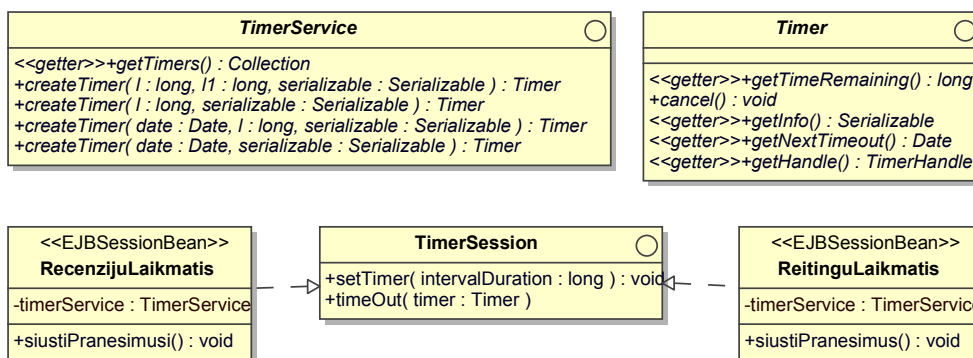 TimerService
<<getter>>+getTimers() : Collection
+createTimer( l : long, l1 : long, serializable : Serializable ) : Timer
+createTimer( l : long, serializable : Serializable ) : Timer
+createTimer( date : Date, l : long, serializable : Serializable ) : Timer
+createTimer( date : Date, serializable : Serializable ) : Timer
Timer
<<getter>>+getTimeRemaining() : long
+cancel() : void
<<getter>>+getInfo() : Serializable
<<getter>>+getNextTimeout() : Date
<<getter>>+getHandle() : TimerHandle
<<EJBSessionBean>>
RecenzijuLaikmatis
-timerService : TimerService
+siustiPranesimusi() : void
TimerSession
+setTimer( intervalDuration : long ) : void
+timeOut( timer : Timer )
<<EJBSessionBean>>
ReitinguLaikmatis
-timerService : TimerService
+siustiPranesimus() : void